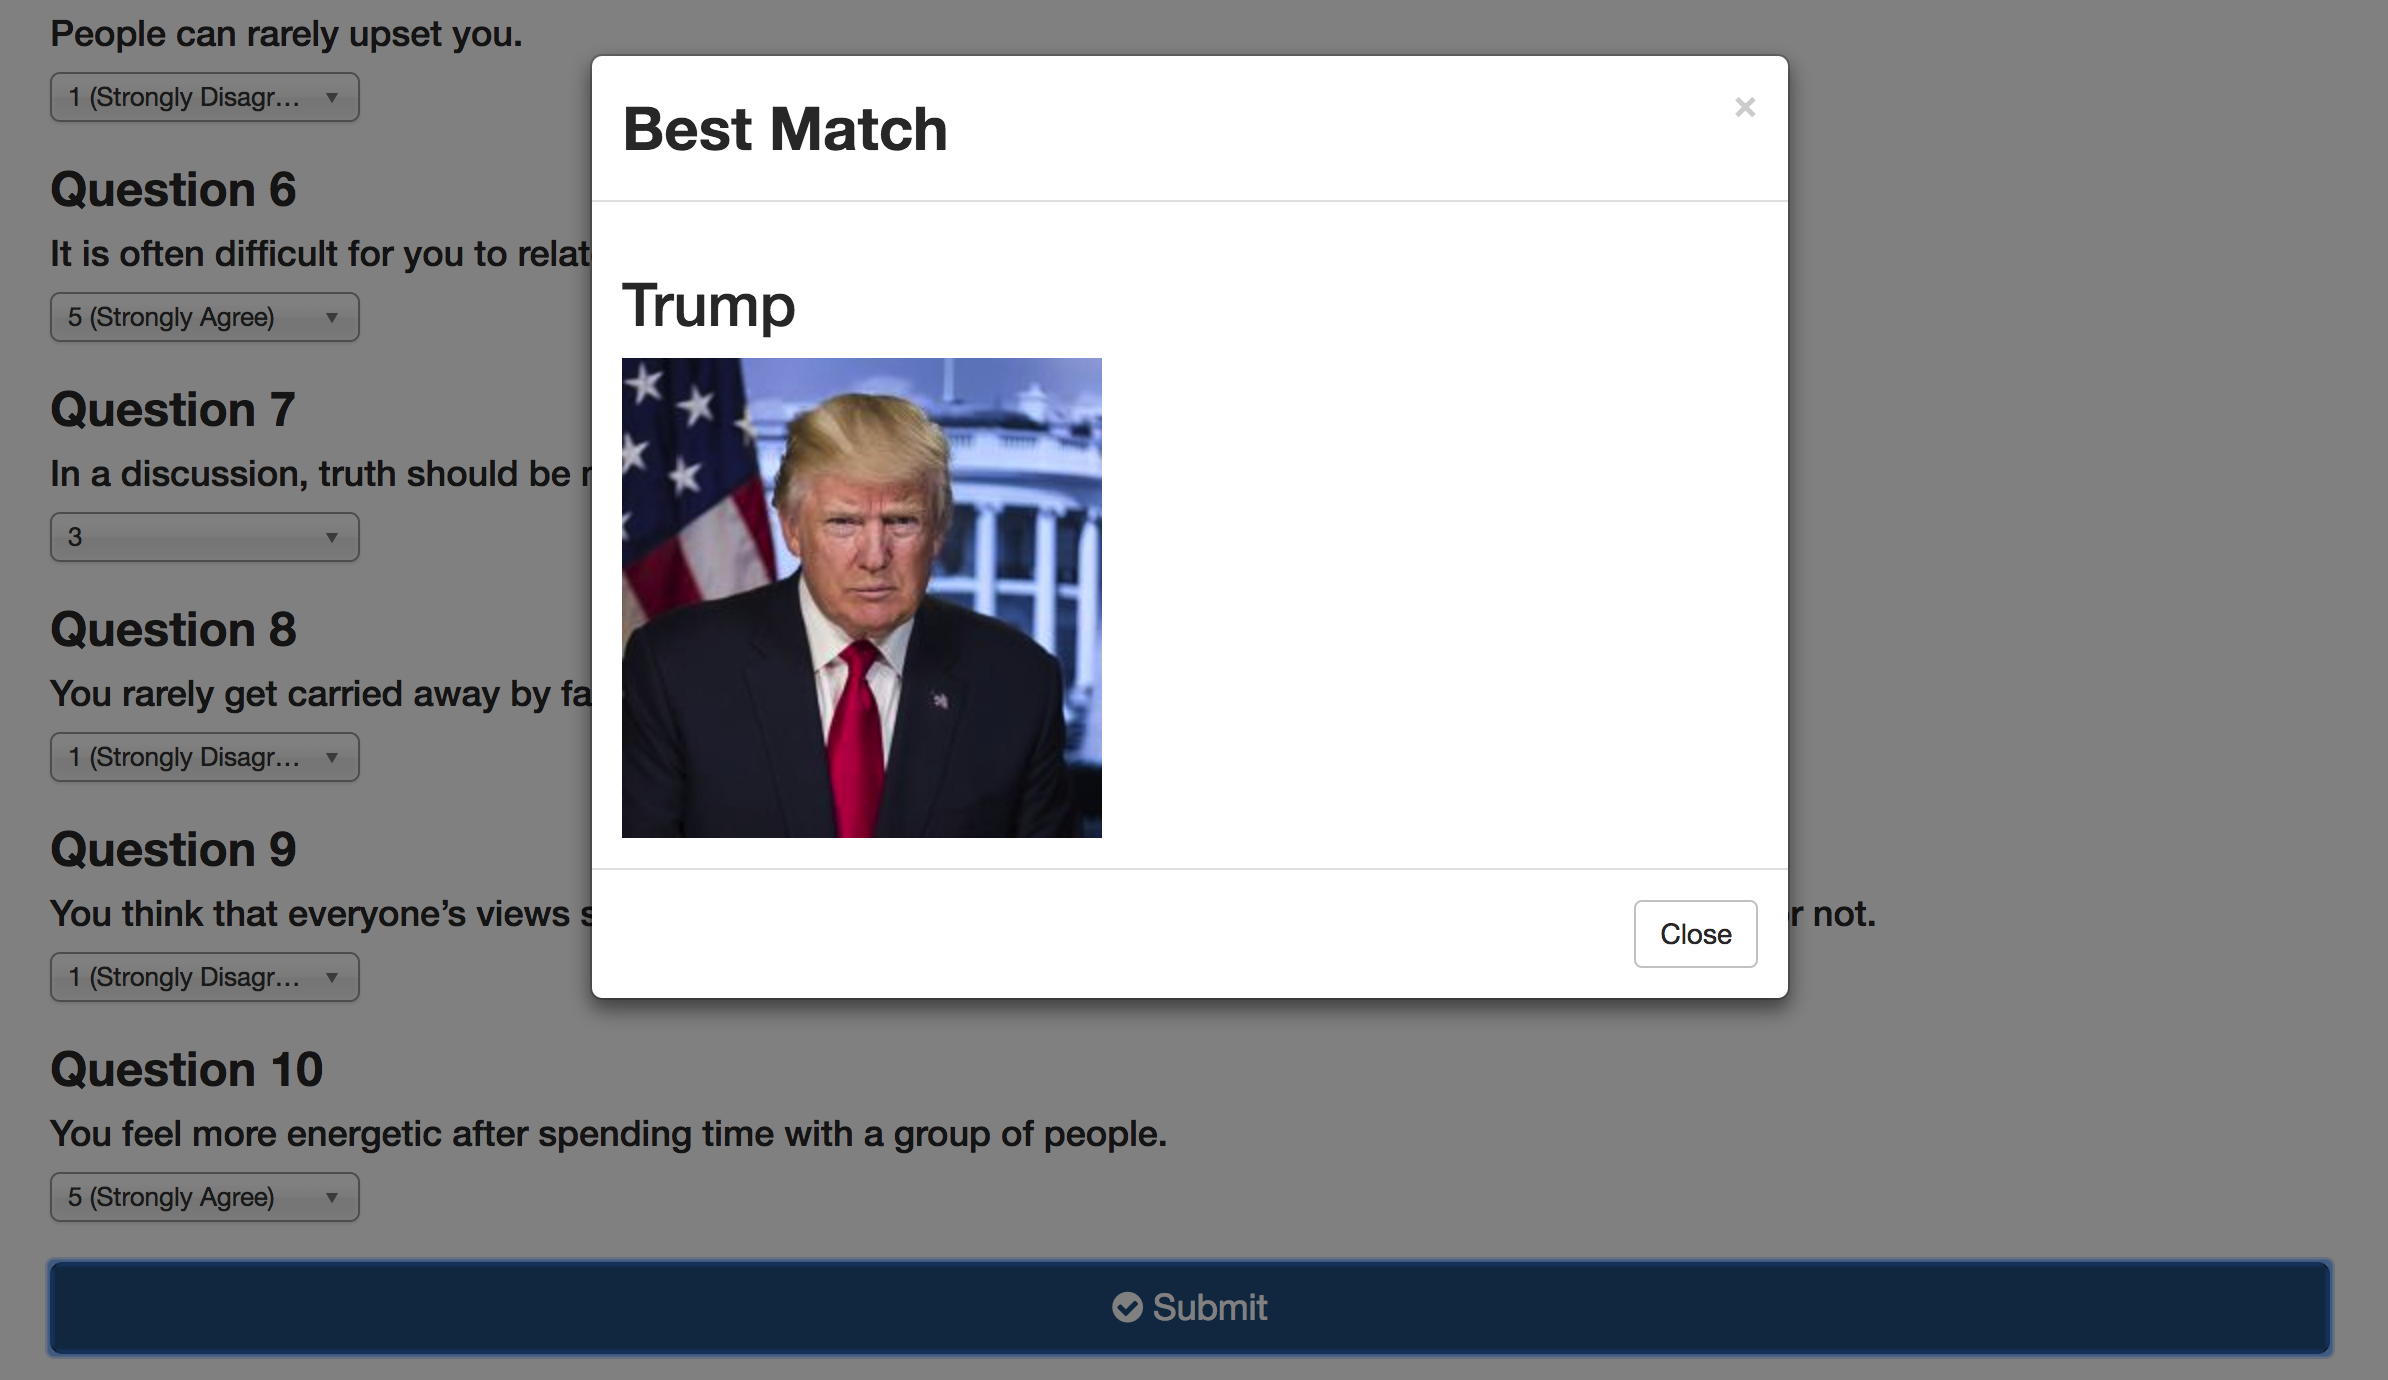 People can rarely upset you.
1 (Strongly Disagr...
Question 6
It is often difficult for you to
5 (Strongly Agree)
Question 7
In a discussion, truth should be
3
Question 8
You rarely get carried away by
1 (Strongly Disagr...
Question 9
You think that everyone’s views
not.
1 (Strongly Disagr...
Question 10
You feel more energetic after spending time with a group of people.
5 (Strongly Agree)
Submit
Best Match
×
Trump
Close